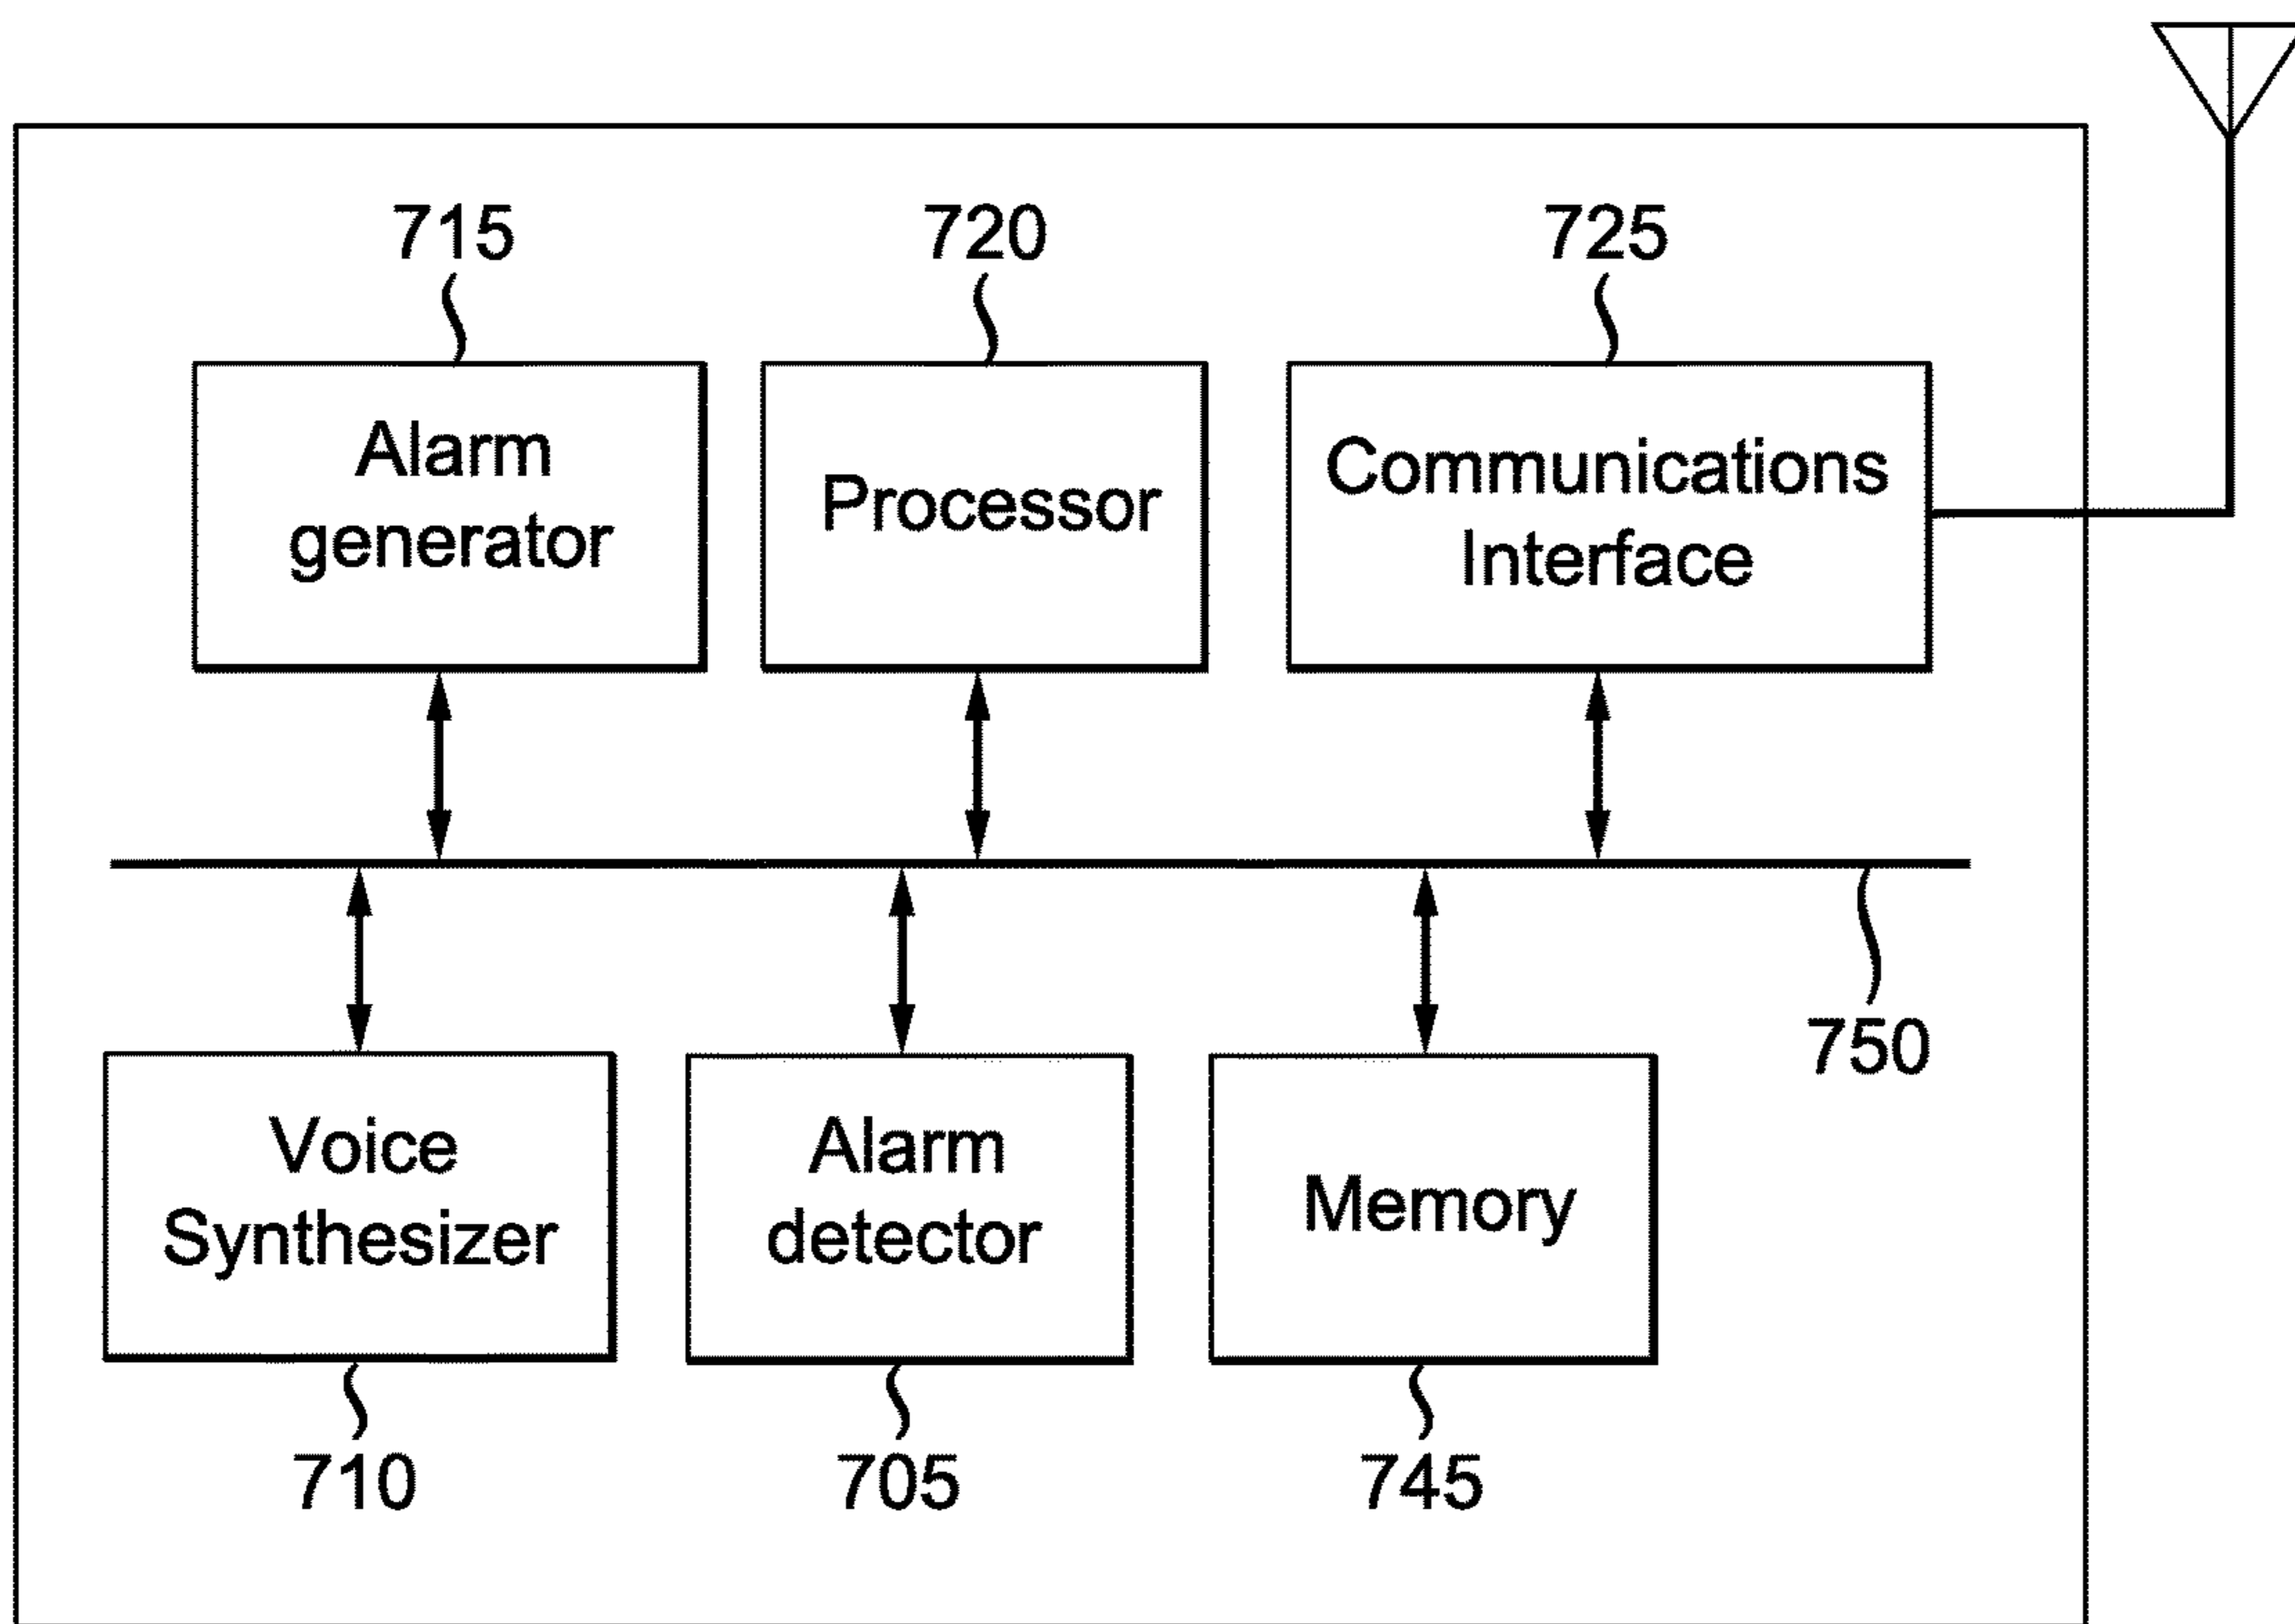 715
720
725
Alarm
generator
Processor
Communications
Interface
750
Voice
Synthesizer
Alarm
detector
Memory
710
705
745